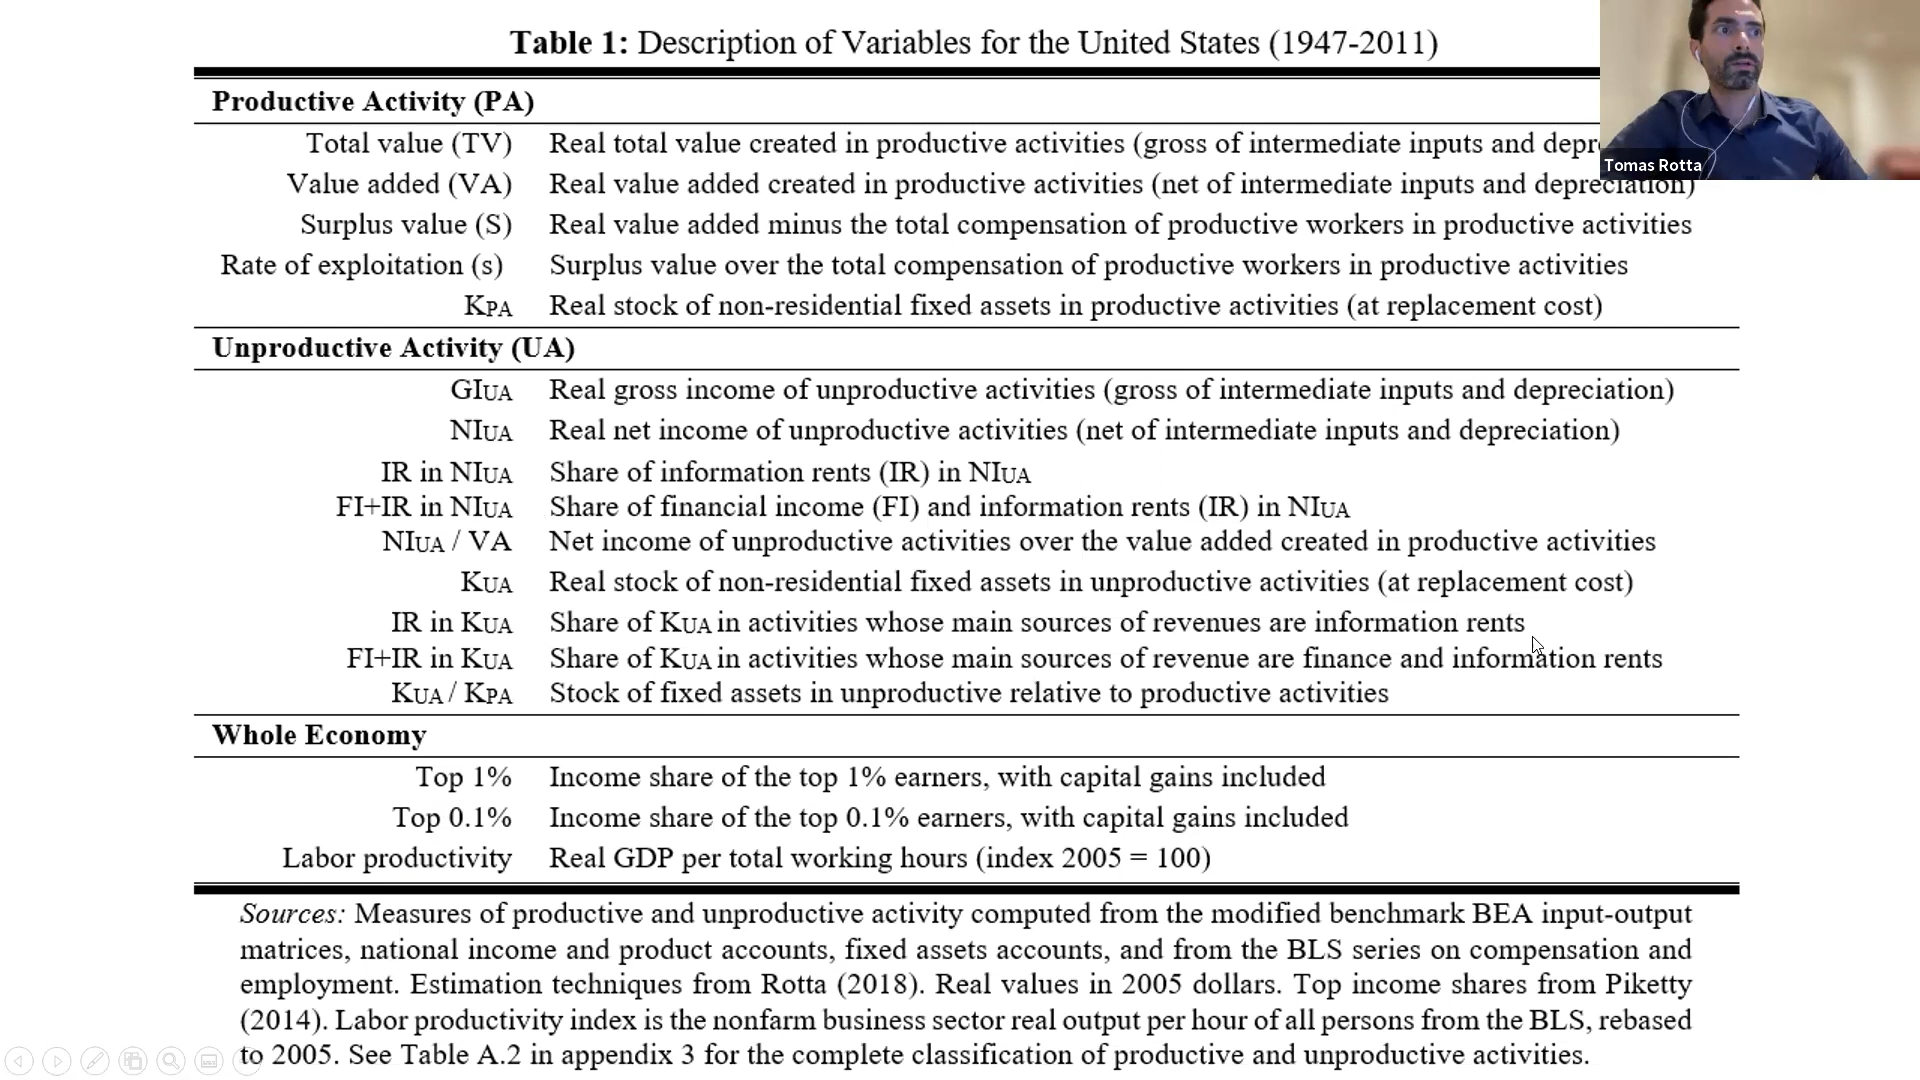 Table 1: Description of Variables for the United States (1947-2011)
Productive Activity (PA)
Total value (TV) Real total value created in productive activities (gross of intermediate inputs and depre
Value added (VA) Real value added created in productive activities (net of intermediate inputs and depreciation)
Surplus value (S) Real value added minus the total compensation of productive workers in productive activities
Rate of exploitation (s) Surplus value over the total compensation of productive workers in productive activities
KPA Real stock of non-residential fixed assets in productive activities (at replacement cost)
Unproductive Activity (UA)
GIUA Real gross income of unproductive activities (gross of intermediate inputs and depreciation)
NIUA Real net income of unproductive activities (net of intermediate inputs and depreciation)
IR in NIUA Share of information rents (IR) in NIUA
FI+IR in NIUA Share of financial income (FI) and information rents (IR) in NIUA
NIUA / VA Net income of unproductive activities over the value added created in productive activities
KUA Real stock of non-residential fixed assets in unproductive activities (at replacement cost)
IR in KUA Share of KUA in activities whose main sources of revenues are information rents
FI+IR in KUA Share of KUA in activities whose main sources of revenue are finance and information rents
KUA / KPA Stock of fixed assets in unproductive relative to productive activities
Whole Economy
Top 1% Income share of the top 1% earners, with capital gains included
Top 0.1% Income share of the top 0.1% earners, with capital gains included
Labor productivity Real GDP per total working hours (index 2005 = 100)
Sources: Measures of productive and unproductive activity computed from the modified benchmark BEA input-output
matrices, national income and product accounts, fixed assets accounts, and from the BLS series on compensation and
employment. Estimation techniques from Rotta (2018). Real values in 2005 dollars. Top income shares from Piketty
(2014). Labor productivity index is the nonfarm business sector real output per hour of all persons from the BLS, rebased
to 2005. See Table A.2 in appendix 3 for the complete classification of productive and unproductive activities.
Tomas Rotta